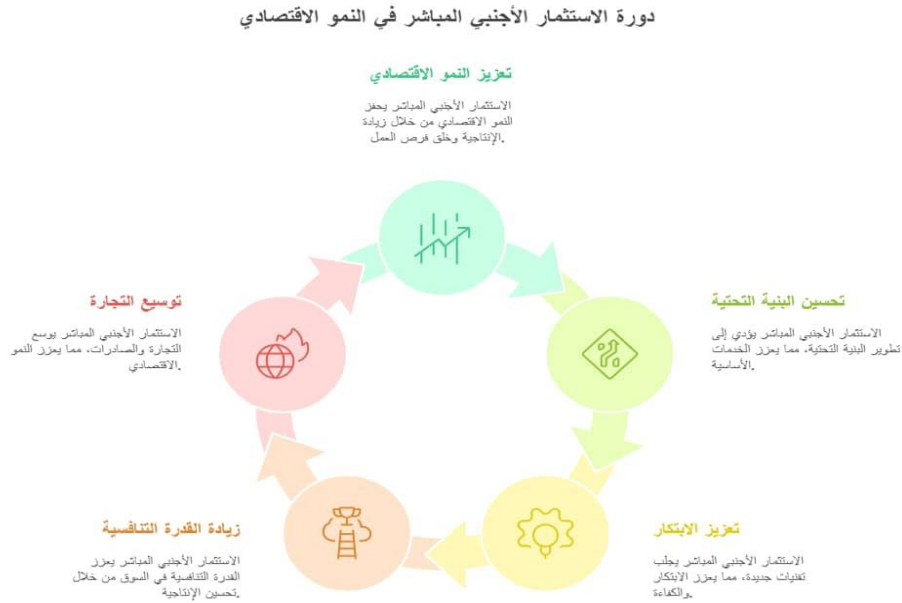 دورة الاستثمار الأجنبي المباشر في النمو الاقتصادي
تعزيز النمو الاقتصادي
الاستثمار الأجنبي المباشر يحفز
النمو الاقتصادي من خلال زيادة
الإنتاجية وخلق فرص العمل.
تحسين البنية التحتية
الاستثمار الأجنبي المباشر يؤدي إلى
تطوير البنية التحتية، مما يعزز الخدمات
الأساسية.
تعزيز الابتكار
الاستثمار الأجنبي المباشر يجلب
تقنيات جديدة، مما يعزز الابتكار
والكفاءة.
زيادة القدرة التنافسية
الاستثمار الأجنبي المباشر يعزز
القدرة التنافسية في السوق من خلال
تحسين الإنتاجية.
توسيع التجارة
الاستثمار الأجنبي المباشر يوسع
التجارة والصادرات، مما يعزز النمو
الاقتصادي.